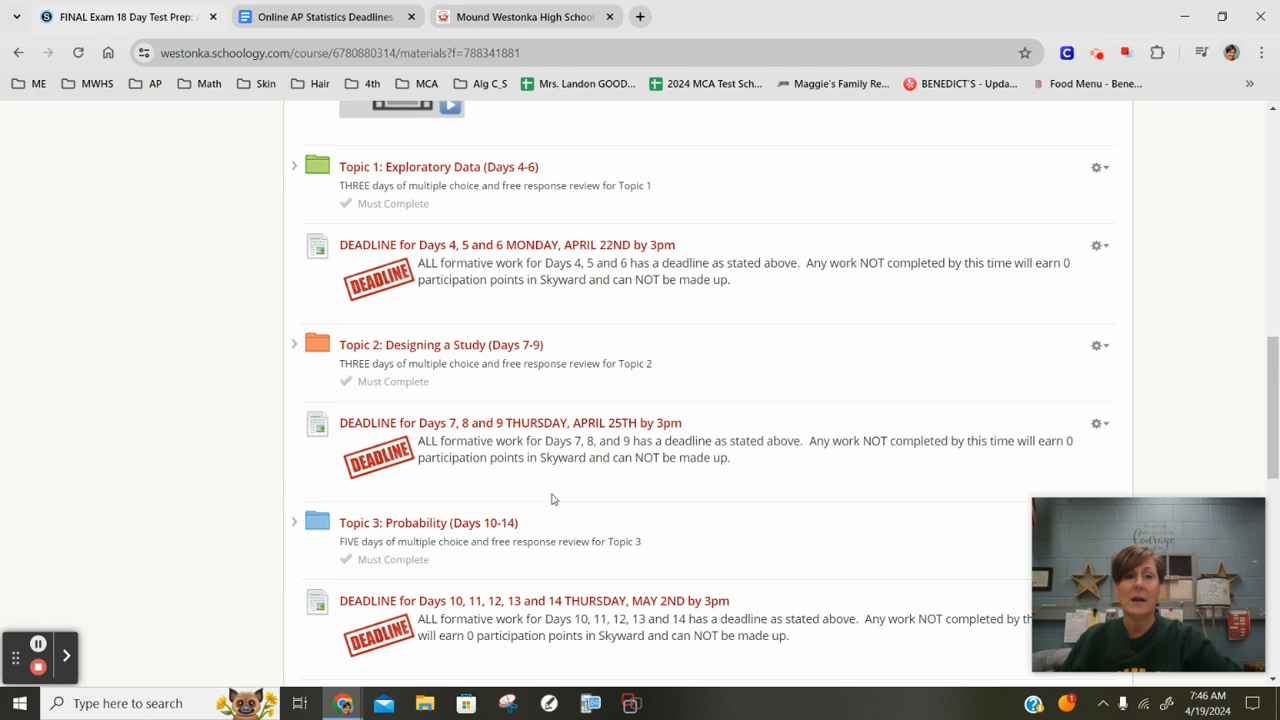 FINAL Exam 18 Day Test Prep:
Online AP Statistics Deadlines
Mound Westonka High School
westonka.schoology.com/course/6780880314/materials?f=788341881
ME
MWHS
AP
Math
Skin
Hair
4th
MCA
Alg C_S
Mrs. Landon GOOD...
2024 MCA Test Sch...
Maggie's Family Re...
BENEDICT'S - Upda...
Food Menu - Bene...
Topic 1: Exploratory Data (Days 4-6)
THREE days of multiple choice and free response review for Topic 1
Must Complete
DEADLINE for Days 4, 5 and 6 MONDAY, APRIL 22ND by 3pm
DEADLINE
ALL formative work for Days 4, 5 and 6 has a deadline as stated above. Any work NOT completed by this time will earn 0
participation points in Skyward and can NOT be made up.
Topic 2: Designing a Study (Days 7-9)
THREE days of multiple choice and free response review for Topic 2
Must Complete
DEADLINE for Days 7, 8 and 9 THURSDAY, APRIL 25TH by 3pm
DEADLINE
ALL formative work for Days 7, 8, and 9 has a deadline as stated above. Any work NOT completed by this time will earn 0
participation points in Skyward and can NOT be made up.
Topic 3: Probability (Days 10-14)
FIVE days of multiple choice and free response review for Topic 3
Must Complete
DEADLINE for Days 10, 11, 12, 13 and 14 THURSDAY, MAY 2ND by 3pm
DEADLINE
ALL formative work for Days 10, 11, 12, 13 and 14 has a deadline as stated above. Any work NOT completed by th
will earn 0 participation points in Skyward and can NOT be made up.
Courage
Type here to search
7:46 AM
4/19/2024